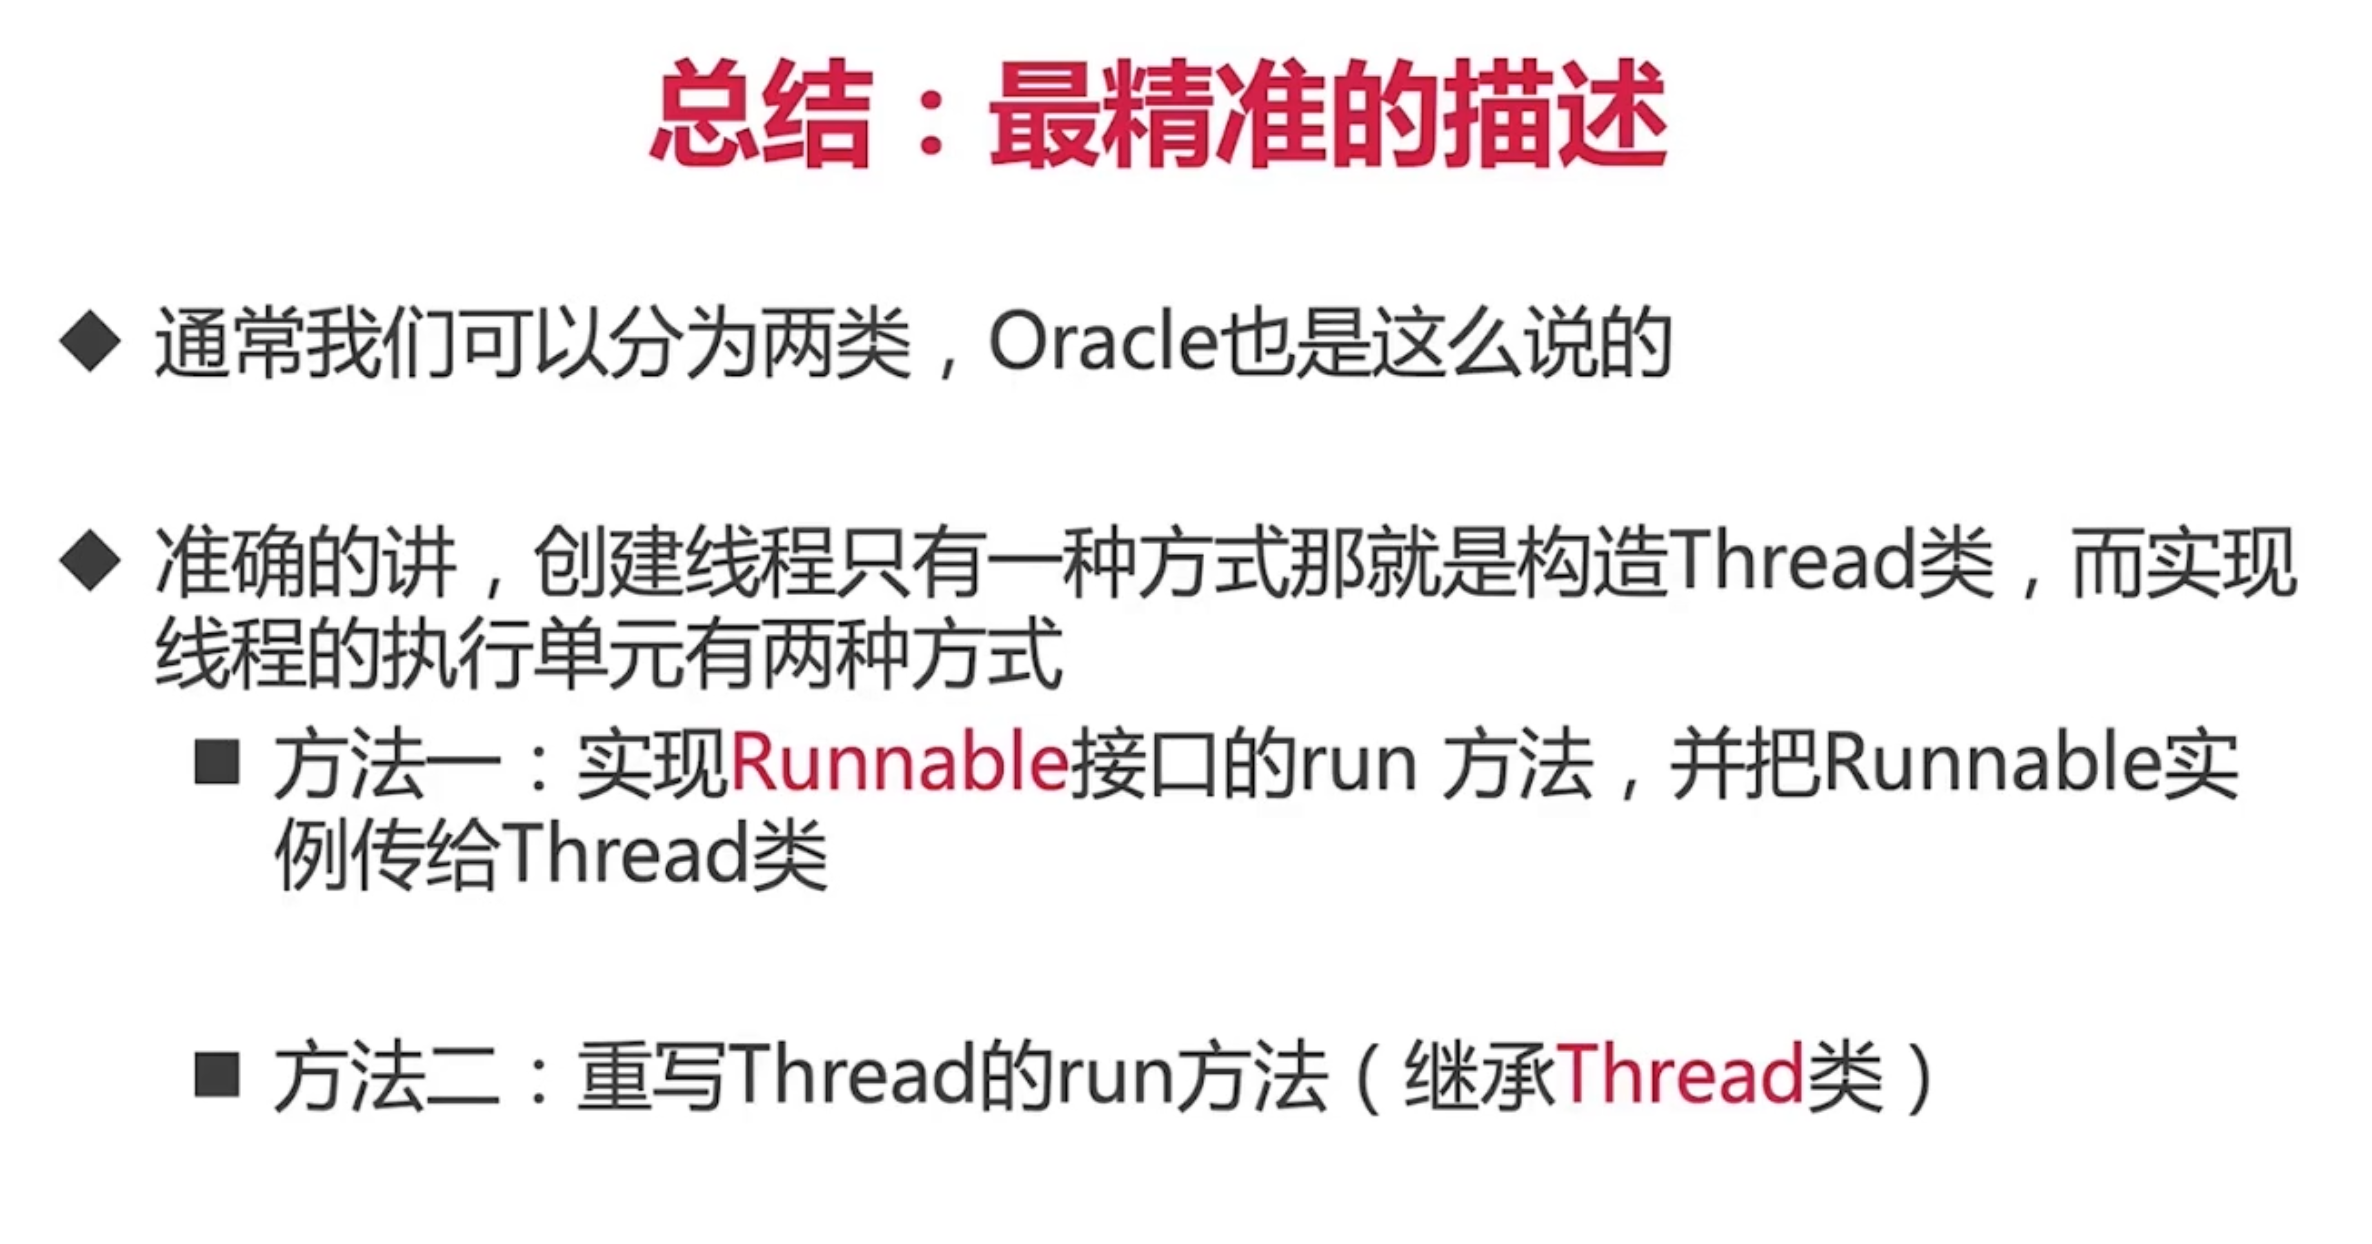 总结：最精准的描述
通常我们可以分为两类，Oracle也是这么说的
准确的讲，创建线程只有一种方式那就是构造Thread类，而实现
线程的执行单元有两种方式
方法一：实现Runnable接口的run 方法，并把Runnable实
例传给Thread类
方法二：重写Thread的run方法（继承Thread类）